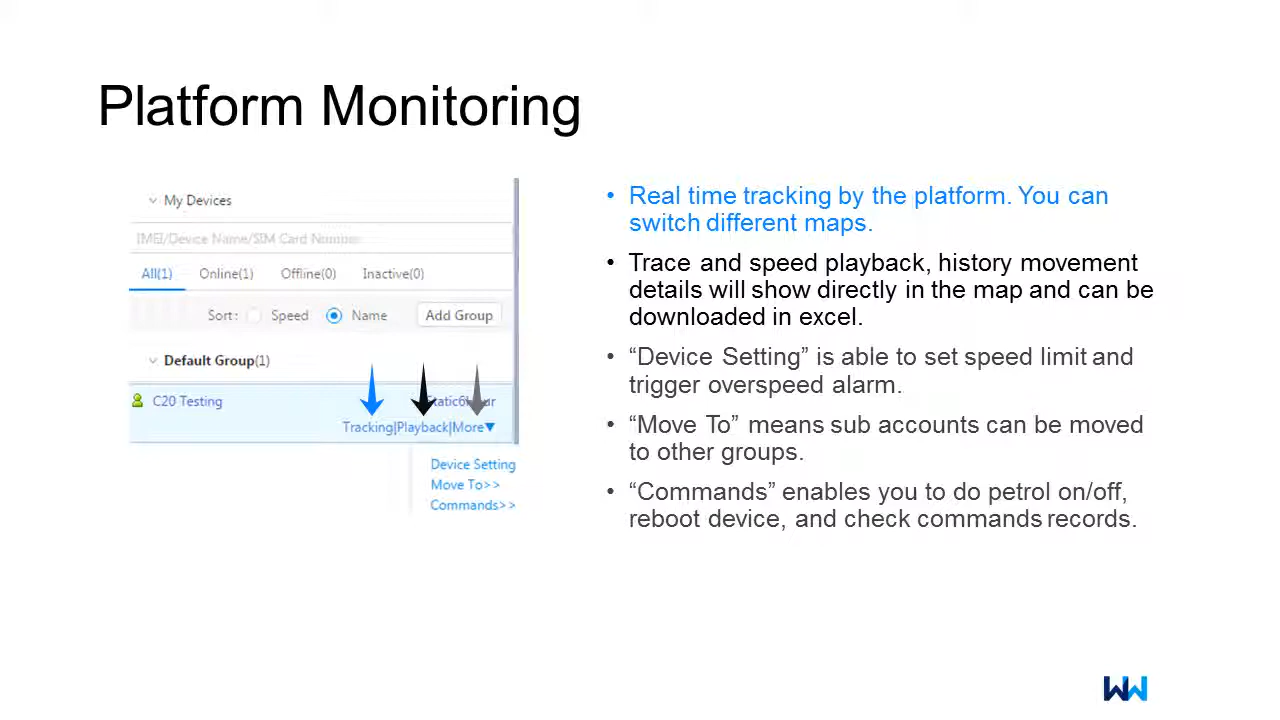 Platform Monitoring
My Devices
IMEI/Device Name/SIM Card Number
All(1) Online(1) Offline(0) Inactive(0)
Sort: Speed Name Add Group
Default Group(1)
C20 Testing
Tracking|Playback|More▼
Device Setting
Move To>>
Commands>>
• Real time tracking by the platform. You can
switch different maps.
• Trace and speed playback, history movement
details will show directly in the map and can be
downloaded in excel.
• “Device Setting” is able to set speed limit and
trigger overspeed alarm.
• “Move To” means sub accounts can be moved
to other groups.
• “Commands” enables you to do petrol on/off,
reboot device, and check commands records.